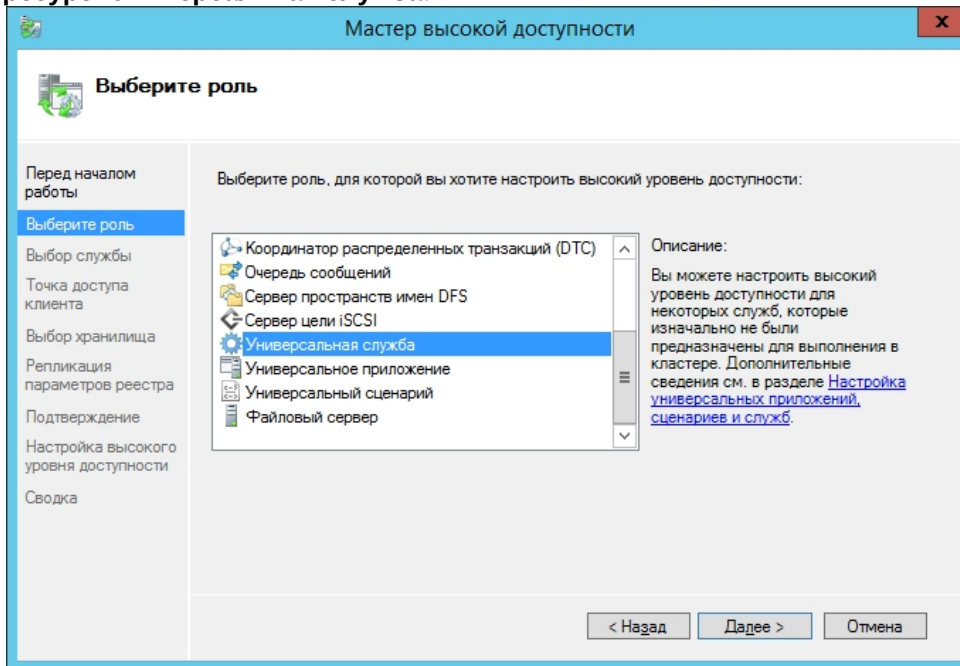 Мастер высокой доступности
x
Выберите роль
Перед началом
работы
Выберите роль
Выбор службы
Точка доступа
клиента
Выбор хранилища
Репликация
параметров реестра
Подтверждение
Настройка высокого
уровня доступности
Сводка
Выберите роль, для которой вы хотите настроить высокий уровень доступности:
Координатор распределенных транзакций (DTC)
Очередь сообщений
Сервер пространств имен DFS
Сервер цели iSCSI
Универсальная служба
Универсальное приложение
Универсальный сценарий
Файловый сервер
Описание:
Вы можете настроить высокий
уровень доступности для
некоторых служб, которые
изначально не были
предназначены для выполнения в
кластере. Дополнительные
сведения см. в разделе Настройка
универсальных приложений,
сценариев и служб.
< Назад
Далее >
Отмена